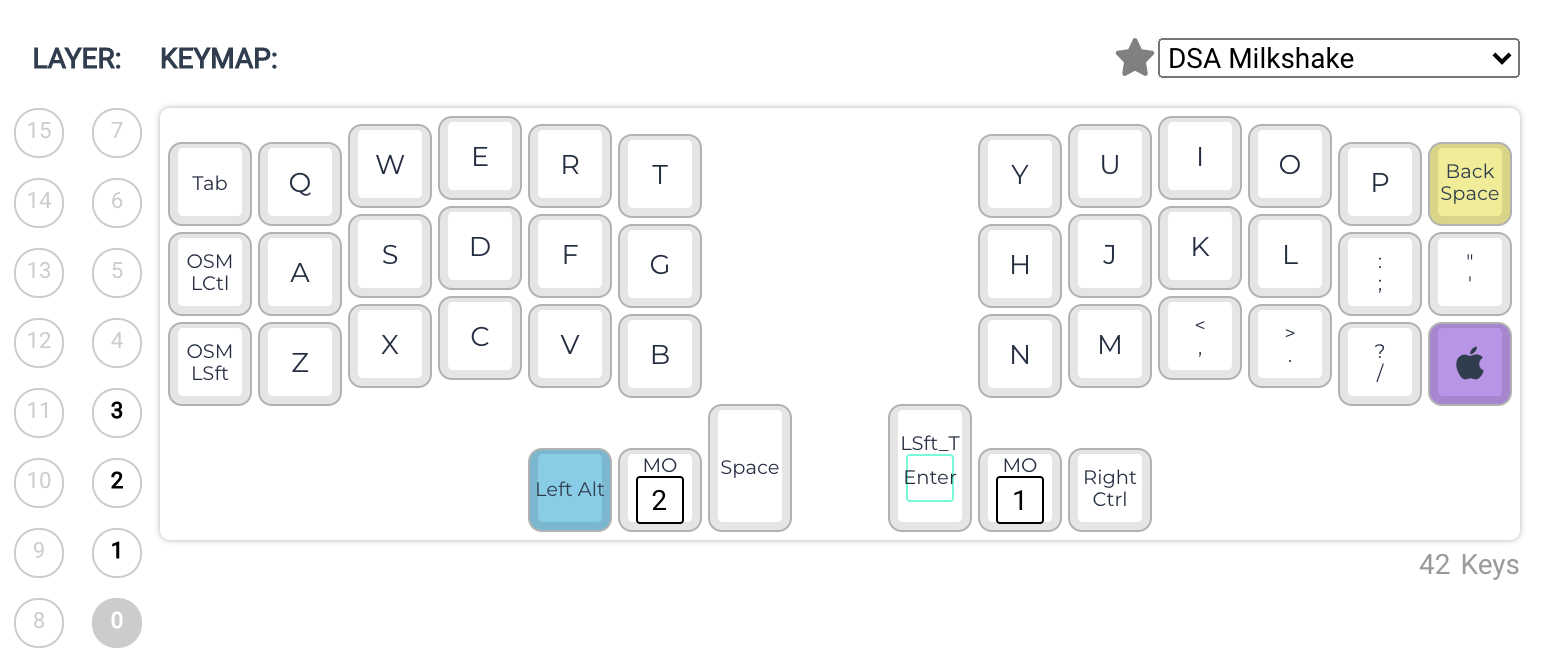 LAYER: KEYMAP: DSA Milkshake
15 7
14 6
13 5
12 4
11 3
10 2
9 1
8 0
Tab Q W E R T Y U I O P Back Space
OSM LCtl A S D F G H J K L : ; " '
OSM LSft Z X C V B N M < , > . ? /
Left Alt MO 2 Space LSft_T Enter MO 1 Right Ctrl
42 Keys